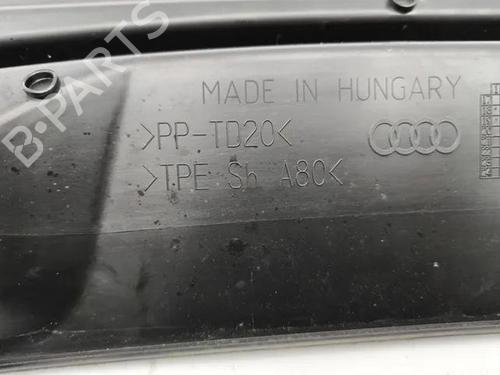 MADE IN HUNGARY
>PP-TD20<
>TPE Sh A80<
B-PARTS